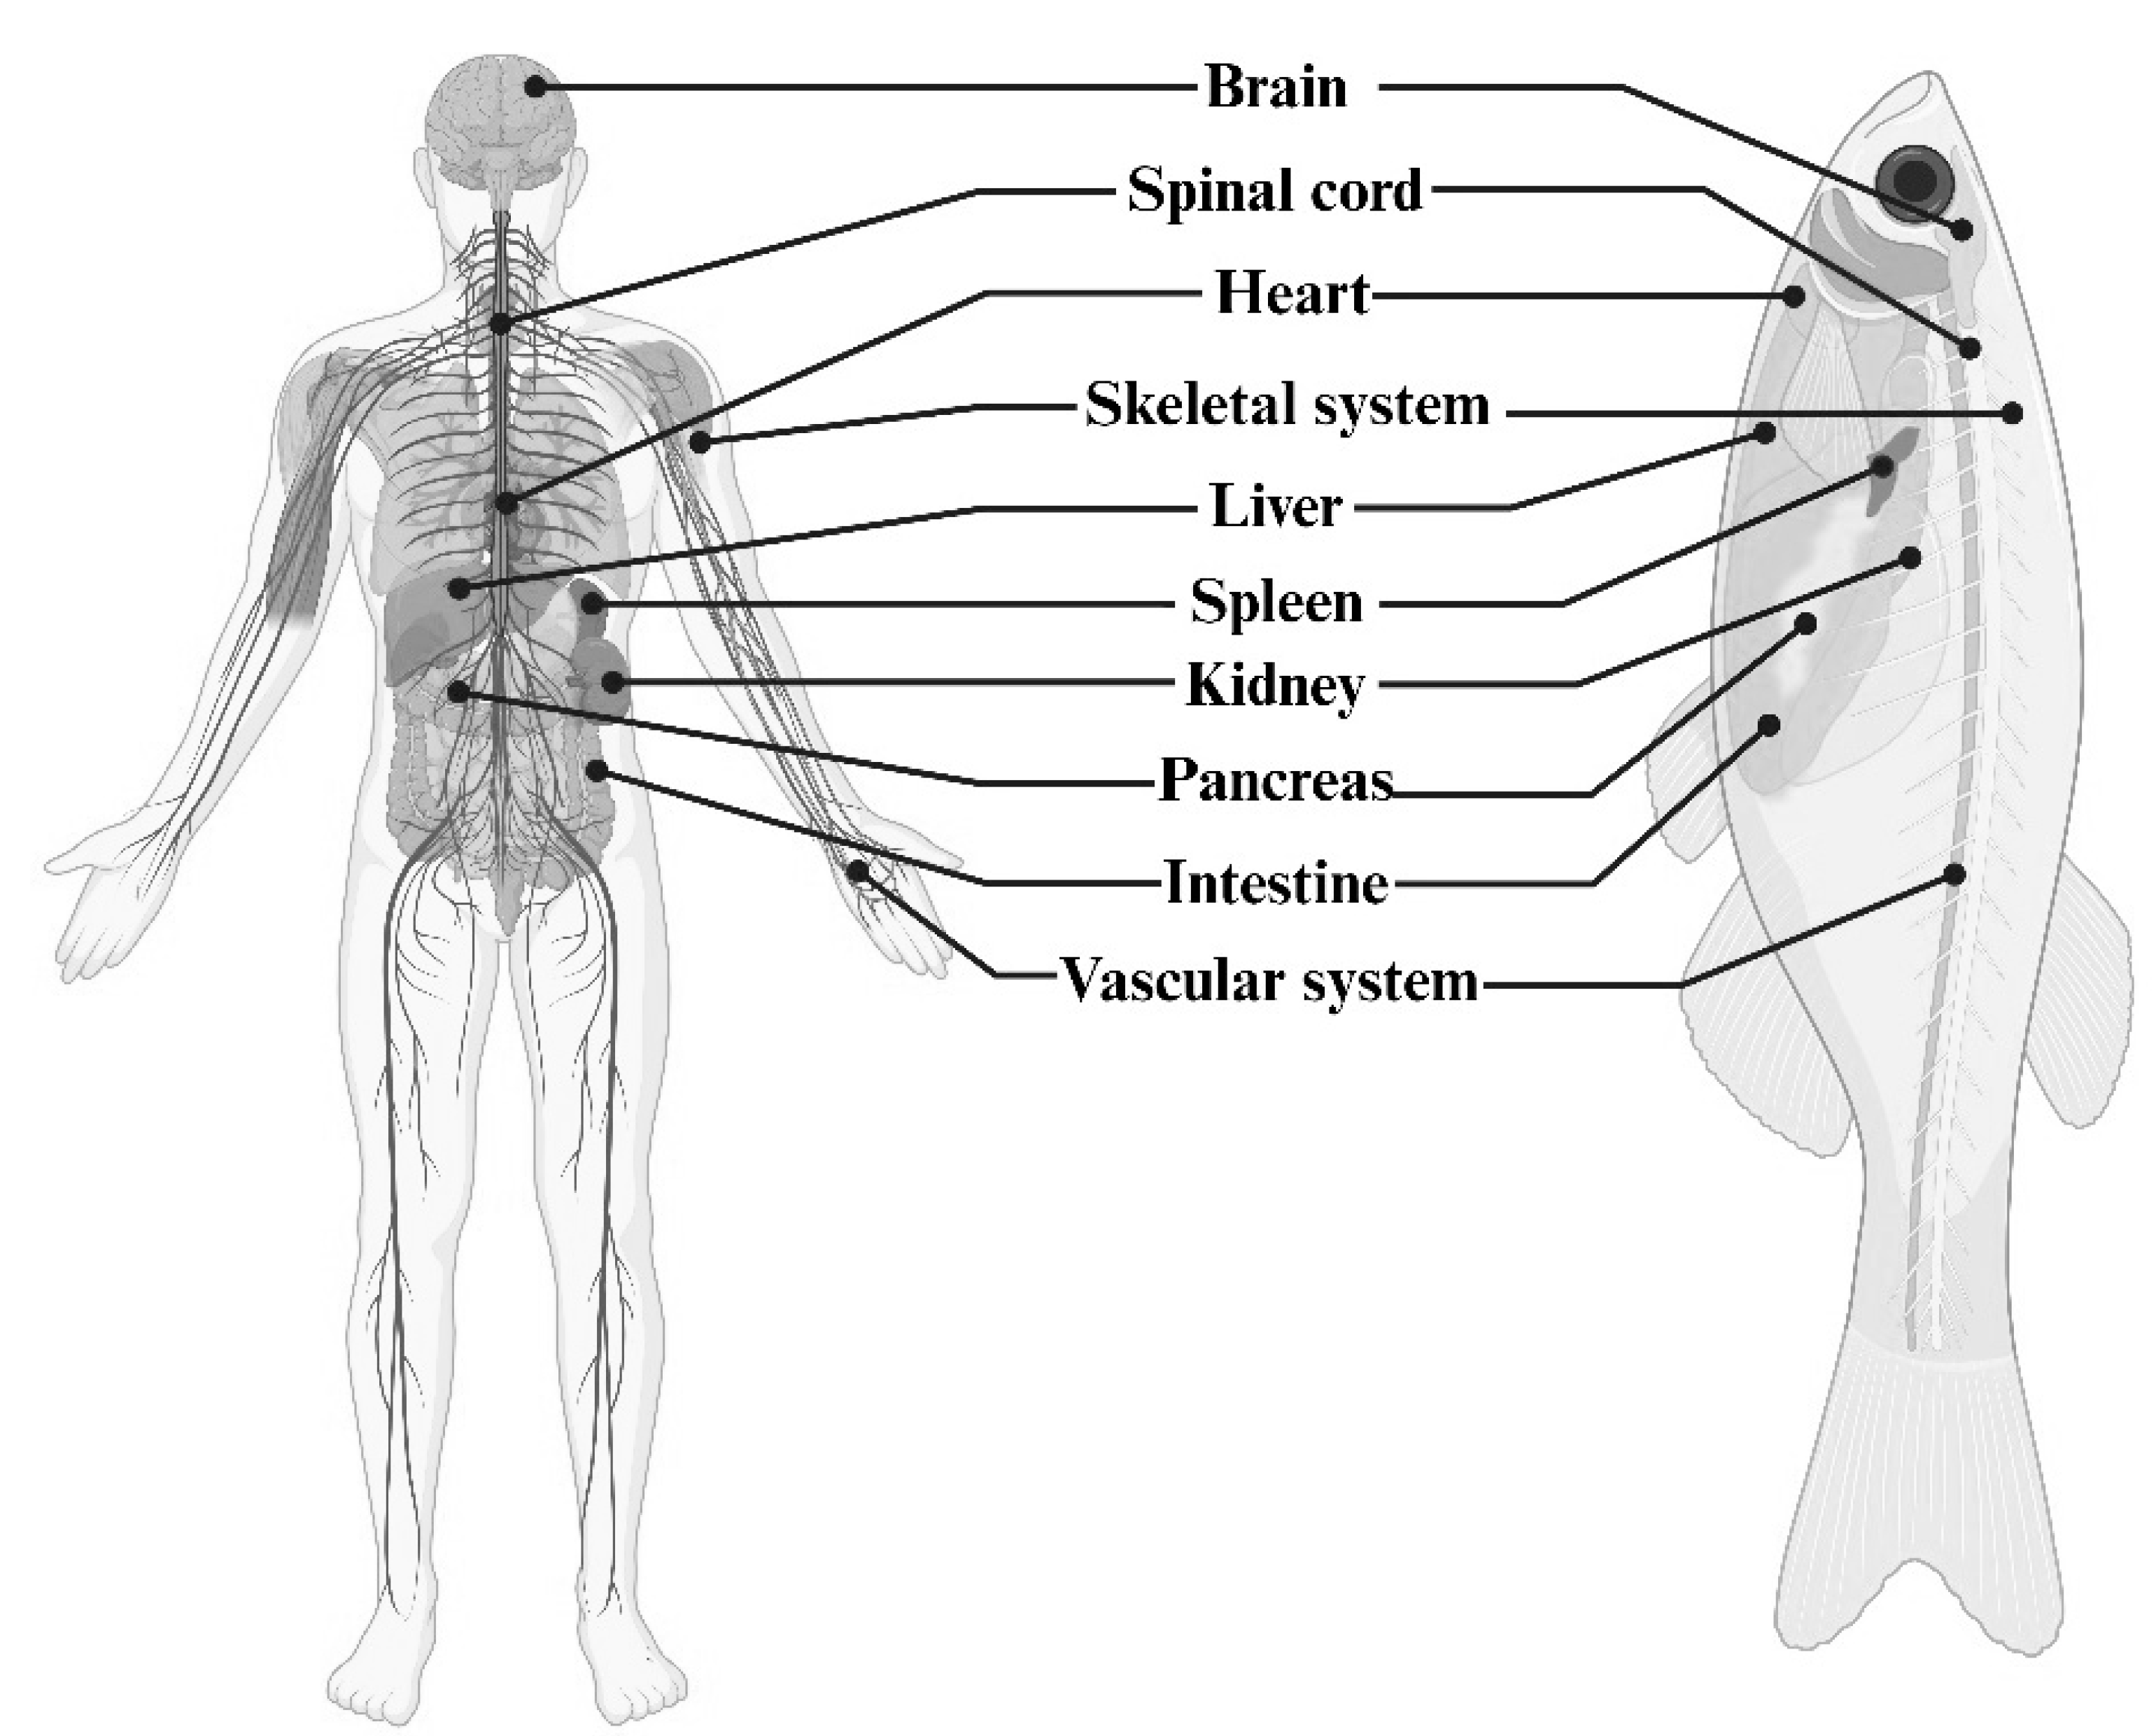 Brain
Spinal cord
Heart
Skeletal system
Liver
Spleen
Kidney
Pancreas
Intestine
Vascular system